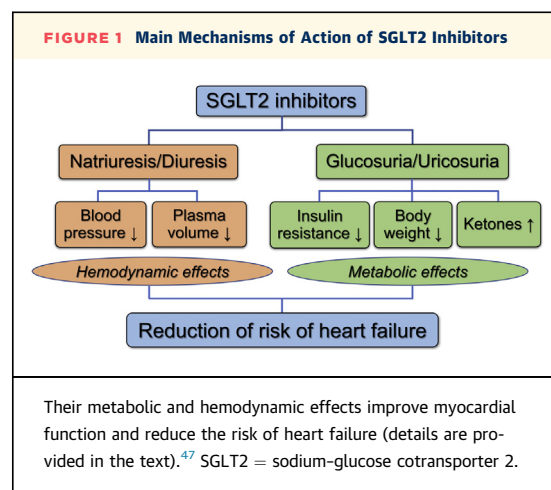 FIGURE 1 Main Mechanisms of Action of SGLT2 Inhibitors
SGLT2 inhibitors
Natriuresis/Diuresis
Glucosuria/Uricosuria
Blood
pressure ↓
Plasma
volume ↓
Insulin
resistance ↓
Body
weight ↓
Ketones ↑
Hemodynamic effects
Metabolic effects
Reduction of risk of heart failure
Their metabolic and hemodynamic effects improve myocardial
function and reduce the risk of heart failure (details are pro-
vided in the text).47 SGLT2 = sodium–glucose cotransporter 2.